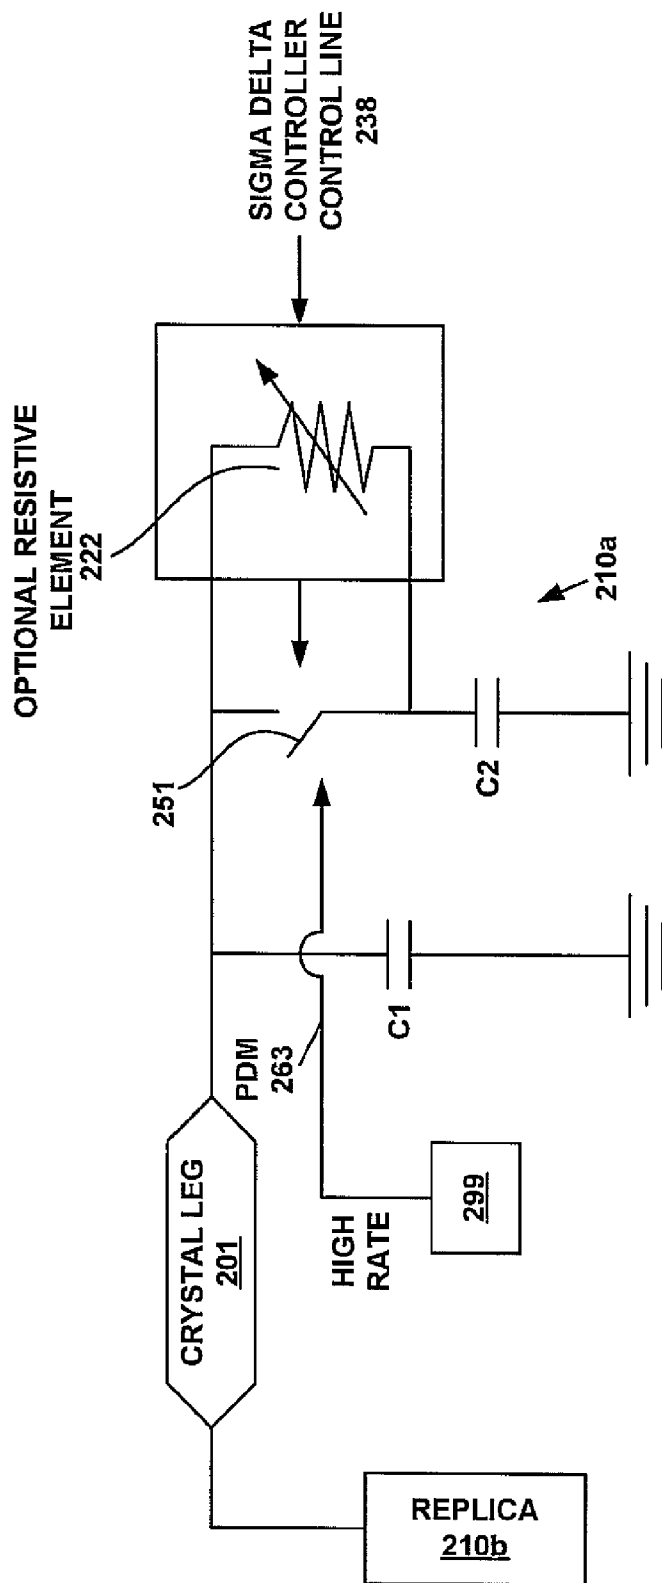 OPTIONAL RESISTIVE
ELEMENT
222
SIGMA DELTA
CONTROLLER
CONTROL LINE
238
251
210a
C2
C1
PDM
263
CRYSTAL LEG
201
HIGH
RATE
299
REPLICA
210b